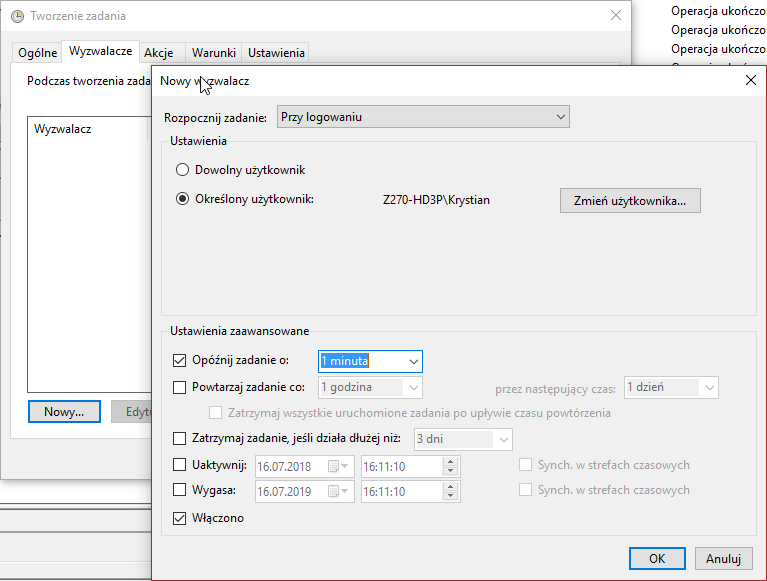 Tworzenie zadania
Operacja ukończo
Operacja ukończo
Operacja ukończo
Ogólne Wyzwalacze Akcje Warunki Ustawienia
Podczas tworzenia zada
Wyzwalacz
Nowy... Edytu
Nowy wyzwalacz
Rozpocznij zadanie: Przy logowaniu
Ustawienia
Dowolny użytkownik
Określony użytkownik: Z270-HD3P\Krystian Zmień użytkownika...
Ustawienia zaawansowane
Opóźnij zadanie o: 1 minuta
Powtarzaj zadanie co: 1 godzina przez następujący czas: 1 dzień
Zatrzymaj wszystkie uruchomione zadania po upływie czasu powtórzenia
Zatrzymaj zadanie, jeśli działa dłużej niż: 3 dni
Uaktywnij: 16.07.2018 16:11:10 Synch. w strefach czasowych
Wygasa: 16.07.2019 16:11:10 Synch. w strefach czasowych
Włączono
OK Anuluj